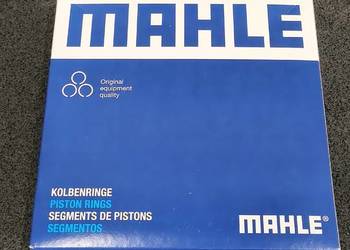 MAHLE
Original
equipment
quality
KOLBENRINGE
PISTON RINGS
SEGMENTS DE PISTONS
SEGMENTOS
MAHLE®